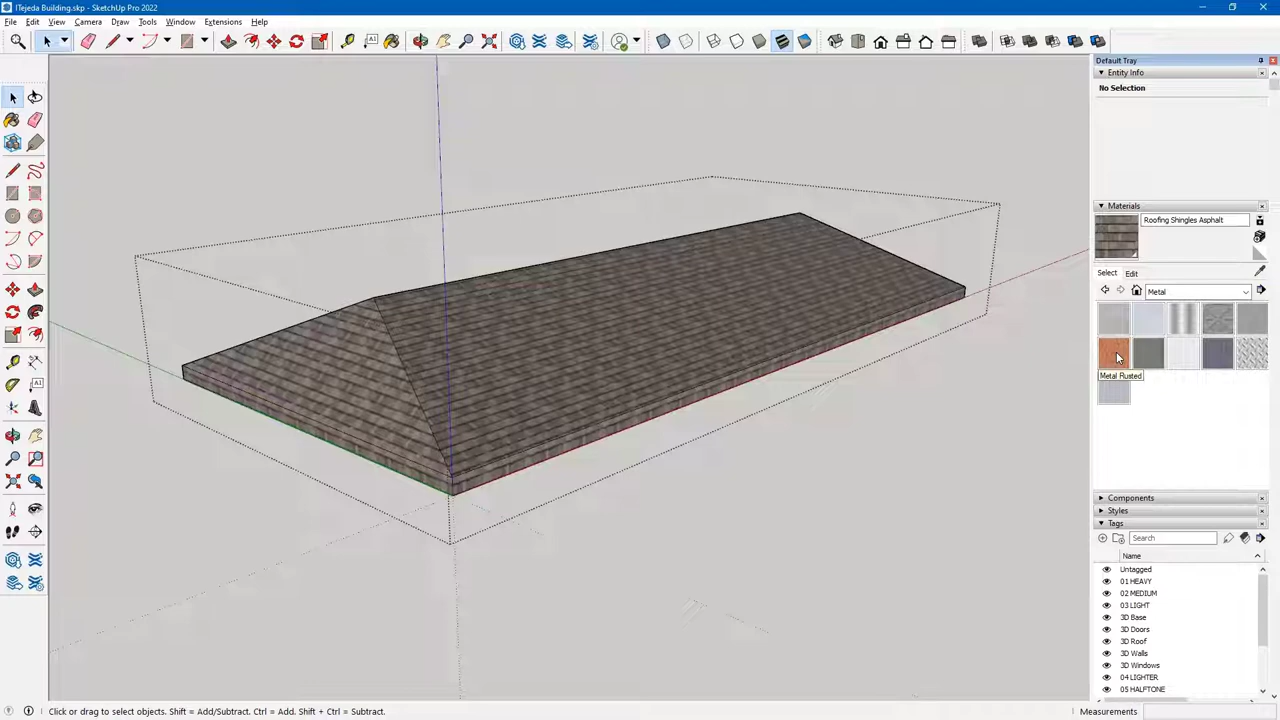 ITejeda Building.skp - SketchUp Pro 2022
File Edit View Camera Draw Tools Window Extensions Help
Default Tray
Entity Info
No Selection
Materials
Roofing Shingles Asphalt
Select Edit
Metal
Metal Rusted
Components
Styles
Tags
Search
Name
Untagged
01 HEAVY
02 MEDIUM
03 LIGHT
3D Base
3D Doors
3D Roof
3D Walls
3D Windows
04 LIGHTER
05 HALFTONE
Click or drag to select objects. Shift = Add/Subtract. Ctrl = Add. Shift + Ctrl = Subtract.
Measurements